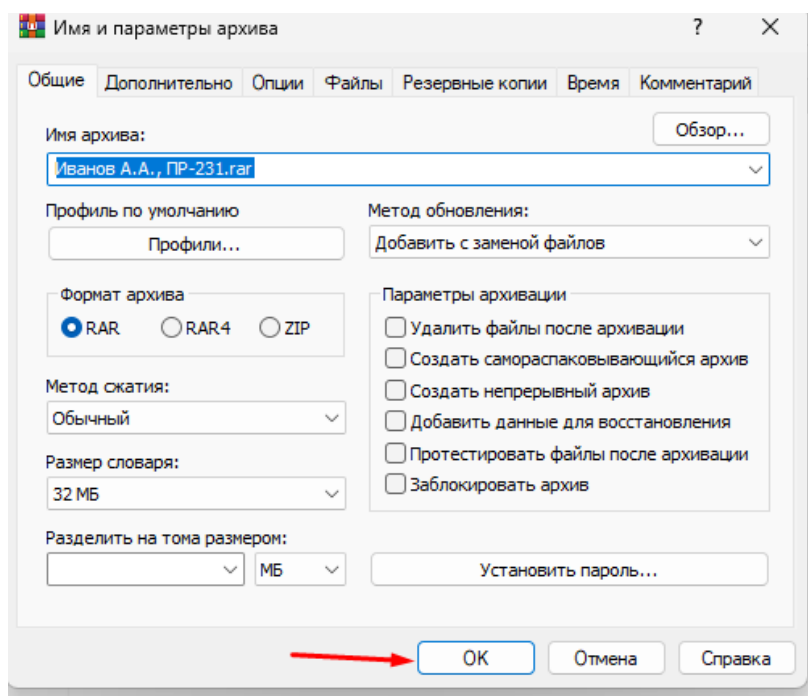 Имя и параметры архива
? X
Общие Дополнительно Опции Файлы Резервные копии Время Комментарий
Имя архива:
Обзор...
Иванов А.А., ПР-231.rar
Профиль по умолчанию
Профили...
Метод обновления:
Добавить с заменой файлов
Формат архива
RAR RAR4 ZIP
Метод сжатия:
Обычный
Размер словаря:
32 МБ
Разделить на тома размером:
МБ
Параметры архивации
Удалить файлы после архивации
Создать самораспаковывающийся архив
Создать непрерывный архив
Добавить данные для восстановления
Протестировать файлы после архивации
Заблокировать архив
Установить пароль...
OK Отмена Справка